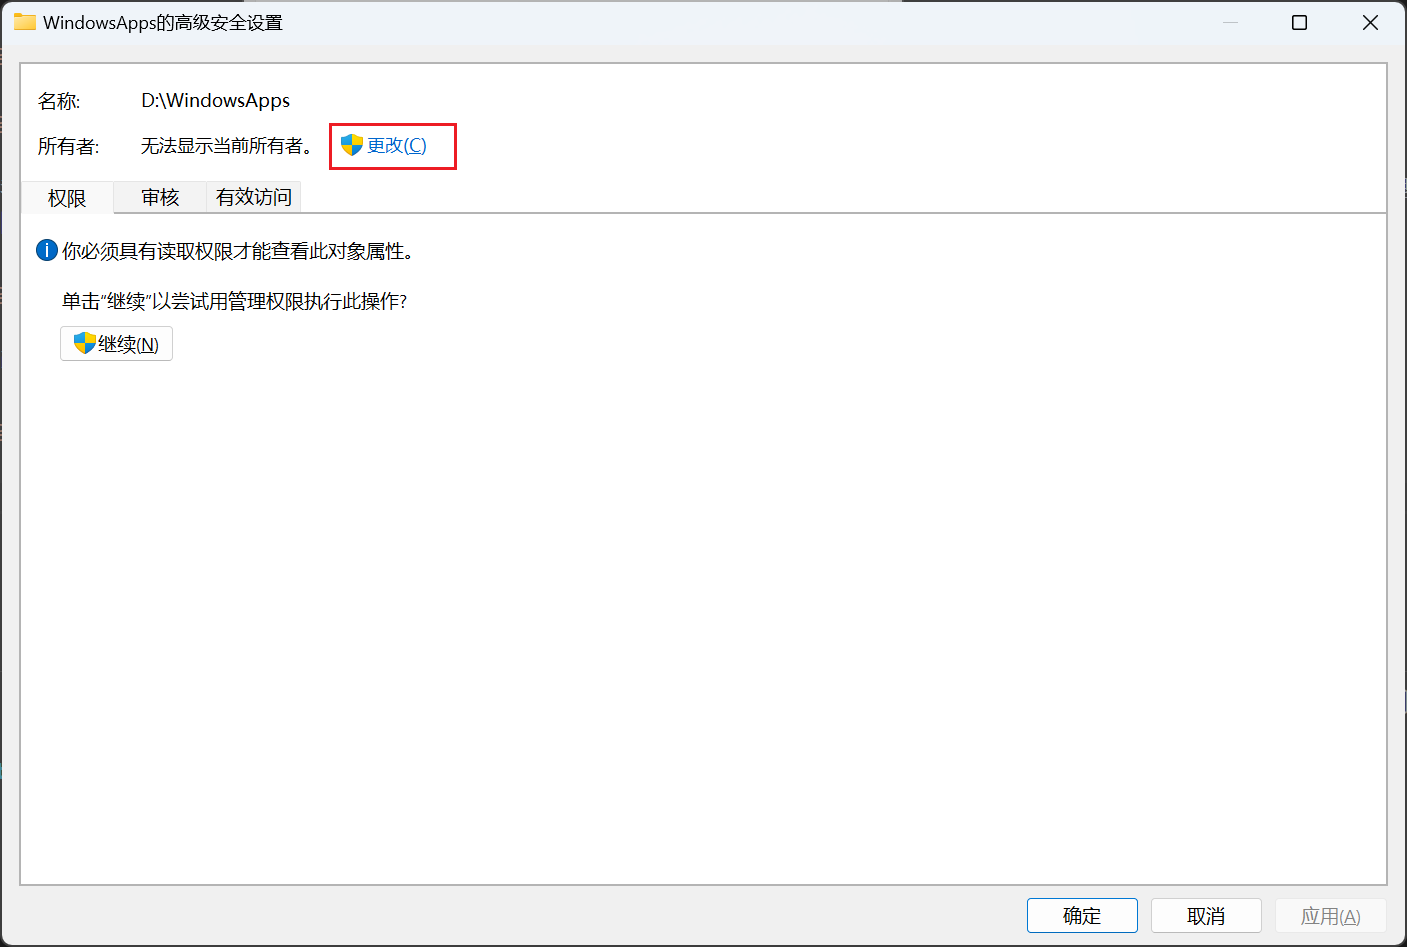 WindowsApps的高级安全设置
名称: D:\WindowsApps
所有者: 无法显示当前所有者。 更改(C)
权限 审核 有效访问
你必须具有读取权限才能查看此对象属性。
单击“继续”以尝试用管理权限执行此操作?
继续(N)
确定 取消 应用(A)